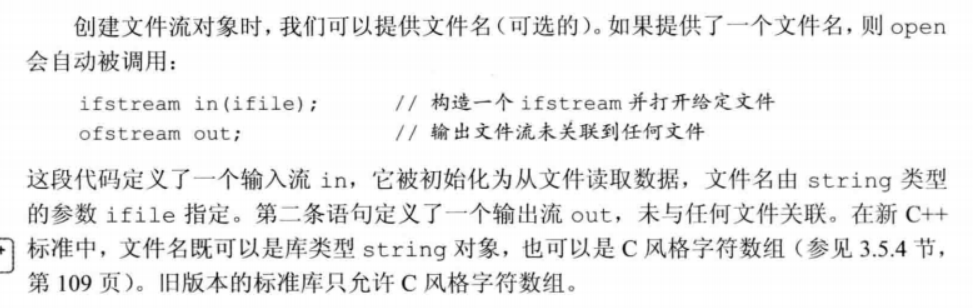 创建文件流对象时，我们可以提供文件名（可选的）。如果提供了一个文件名，则 open
会自动被调用：
ifstream in(ifile);        // 构造一个 ifstream 并打开给定文件
ofstream out;              // 输出文件流未关联到任何文件
这段代码定义了一个输入流 in，它被初始化为从文件读取数据，文件名由 string 类型
的参数 ifile 指定。第二条语句定义了一个输出流 out，未与任何文件关联。在新 C++
标准中，文件名既可以是库类型 string 对象，也可以是 C 风格字符数组（参见 3.5.4 节，
第 109 页）。旧版本的标准库只允许 C 风格字符数组。